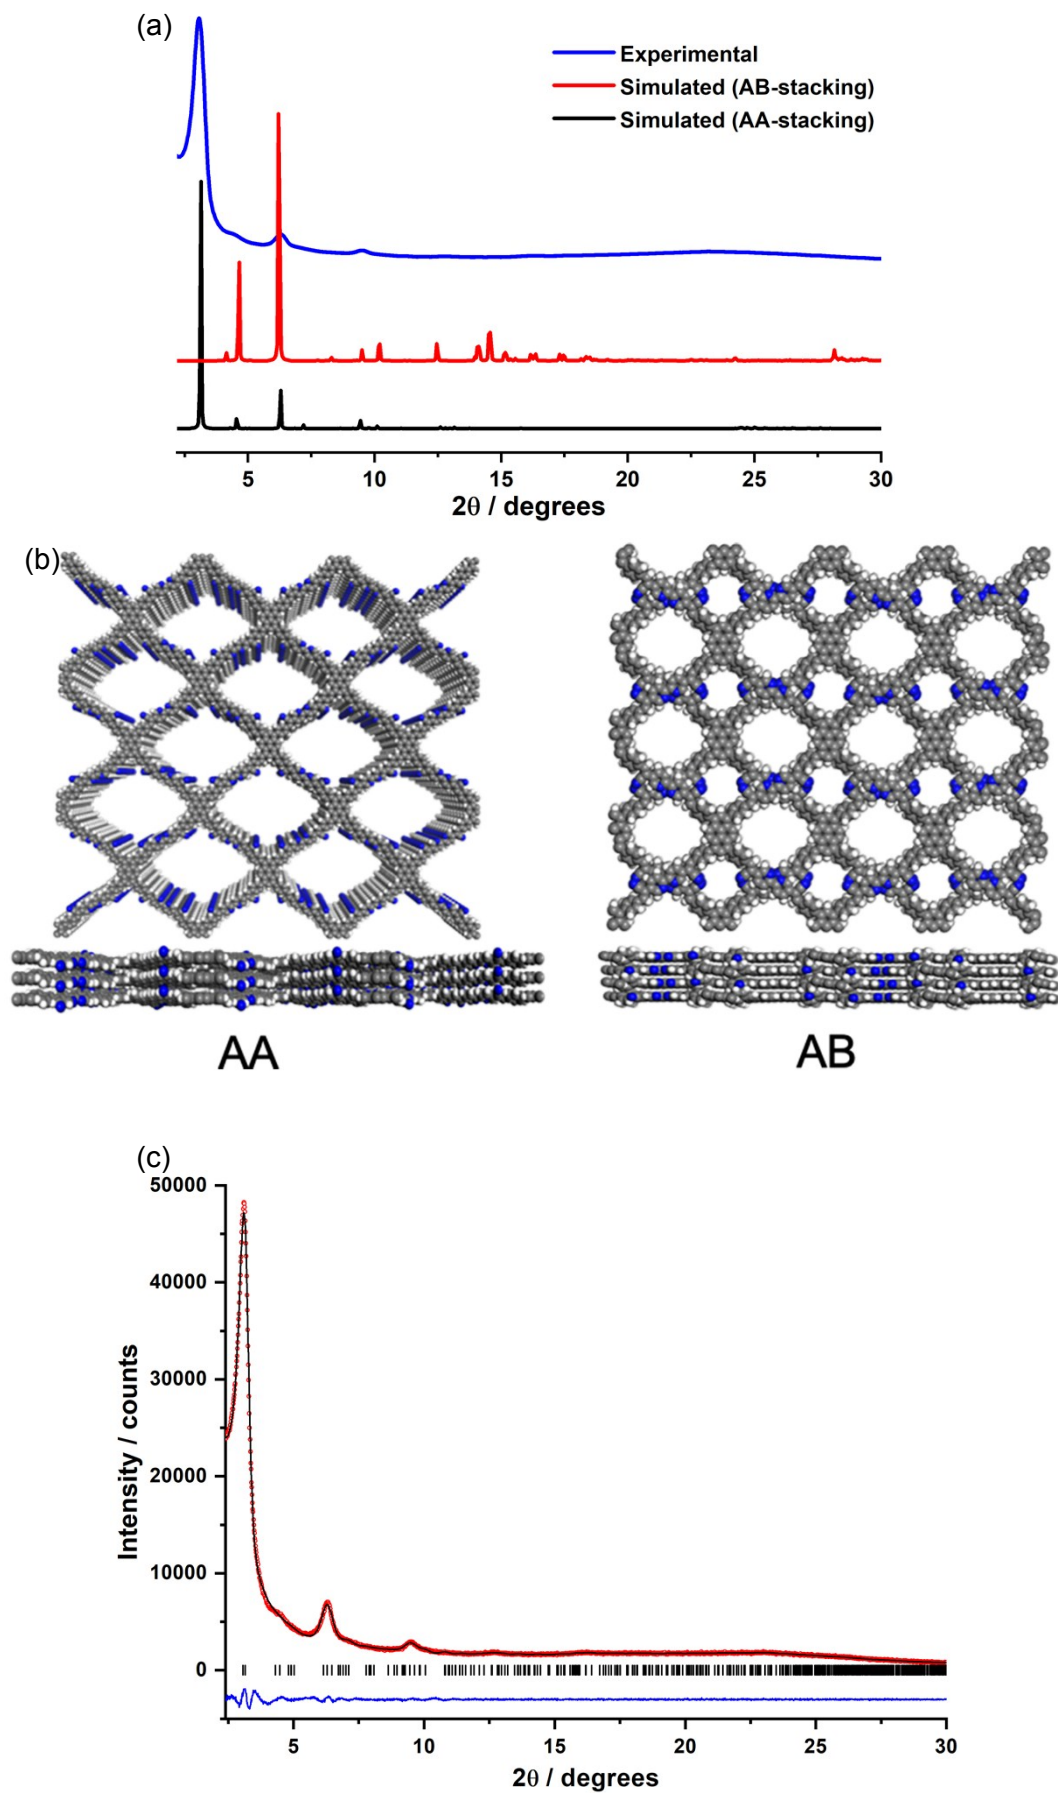 (a)
Experimental
Simulated (AB-stacking)
Simulated (AA-stacking)
5 10 15 20 25 30
2θ / degrees
(b)
AA AB
(c)
50000
40000
30000
20000
10000
0
Intensity / counts
5 10 15 20 25 30
2θ / degrees